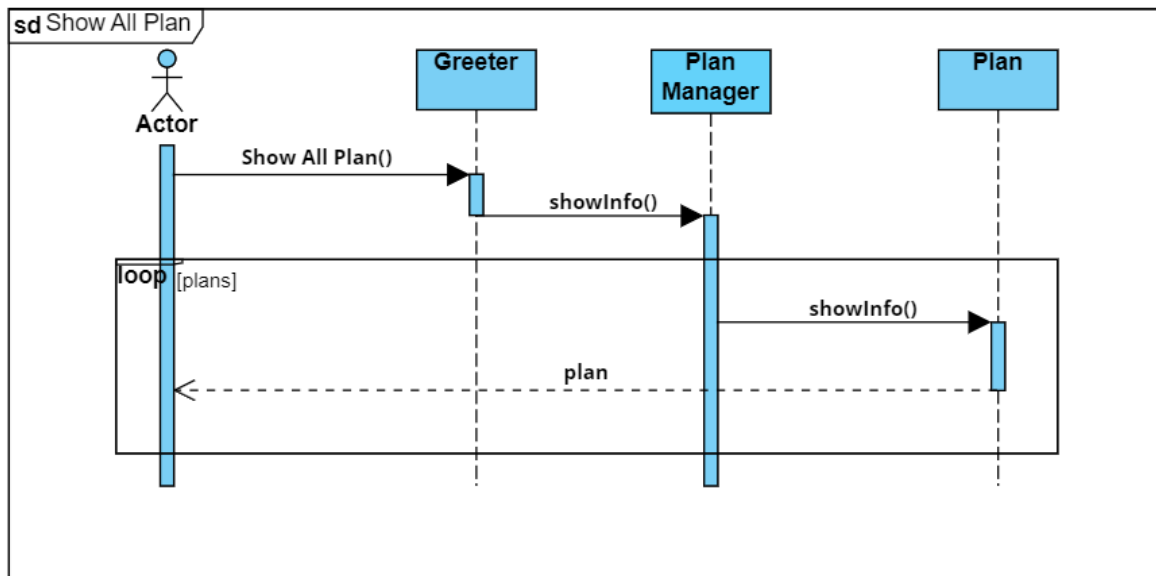 sd Show All Plan
Actor
Greeter
Plan
Manager
Plan
Show All Plan()
showInfo()
loop [plans]
showInfo()
plan